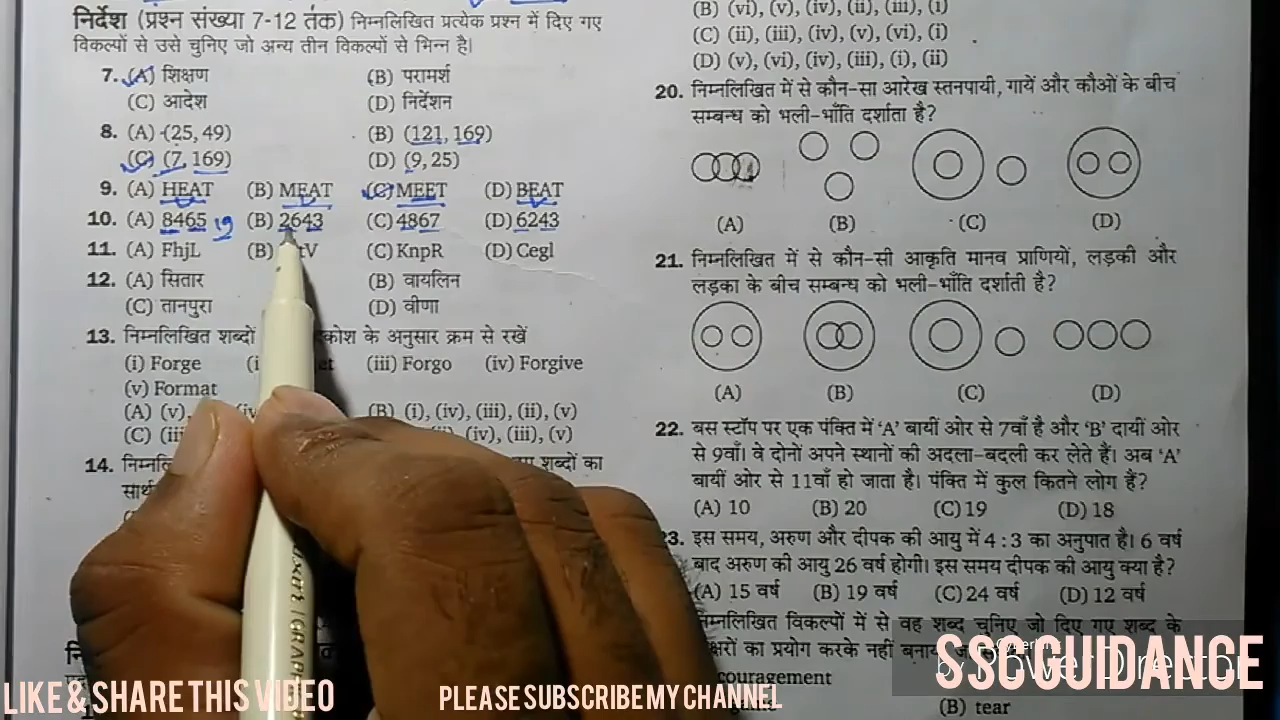 निर्देश (प्रश्न संख्या 7-12 तक) निम्नलिखित प्रत्येक प्रश्न में दिए गए
विकल्पों से उसे चुनिए जो अन्य तीन विकल्पों से भिन्न है।
7. (A) शिक्षण (B) परामर्श
(C) आदेश (D) निर्देशन
8. (A) (25, 49) (B) (121, 169)
(C) (7, 169) (D) (9, 25)
9. (A) HEAT (B) MEAT (C) MEET (D) BEAT
10. (A) 8465 19 (B) 2643 (C) 4867 (D) 6243
11. (A) FhjL (B) tV (C) KnpR (D) Cegl
12. (A) सितार (B) वायलिन
(C) तानपुरा (D) वीणा
13. निम्नलिखित शब्दों के अनुसार क्रम से रखें
(i) Forge (iii) Forgo (iv) Forgive
(v) Format
(A) (v), (B) (i), (iv), (iii), (ii), (v)
(C) (iv), (iii), (v)
14. शब्दों का
(B) (vi), (v), (iv), (ii), (iii), (i)
(C) (ii), (iii), (iv), (v), (vi), (i)
(D) (v), (vi), (iv), (iii), (i), (ii)
20. निम्नलिखित में से कौन-सा आरेख स्तनपायी, गायें और कौओं के बीच
सम्बन्ध को भली-भाँति दर्शाता है?
(A) (B) (C) (D)
21. निम्नलिखित में से कौन-सी आकृति मानव प्राणियों, लड़की और
लड़का के बीच सम्बन्ध को भली-भाँति दर्शाती है?
(A) (B) (C) (D)
22. बस स्टॉप पर एक पंक्ति में 'A' बायीं ओर से 7वाँ है और 'B' दायीं ओर
से 9वाँ। वे दोनों अपने स्थानों की अदला-बदली कर लेते हैं। अब 'A'
बायीं ओर से 11वाँ हो जाता है। पंक्ति में कुल कितने लोग हैं?
(A) 10 (B) 20 (C) 19 (D) 18
23. इस समय, अरुण और दीपक की आयु में 4 : 3 का अनुपात है। 6 वर्ष
बाद अरुण की आयु 26 वर्ष होगी। इस समय दीपक की आयु क्या है?
(A) 15 वर्ष (B) 19 वर्ष (C) 24 वर्ष (D) 12 वर्ष
विकल्पों में से वह शब्द चुनिए जो दिए गए शब्द के
का प्रयोग करके नहीं
couragement
(B) tear
SSC GUIDANCE
LIKE & SHARE THIS VIDEO
PLEASE SUBSCRIBE MY CHANNEL